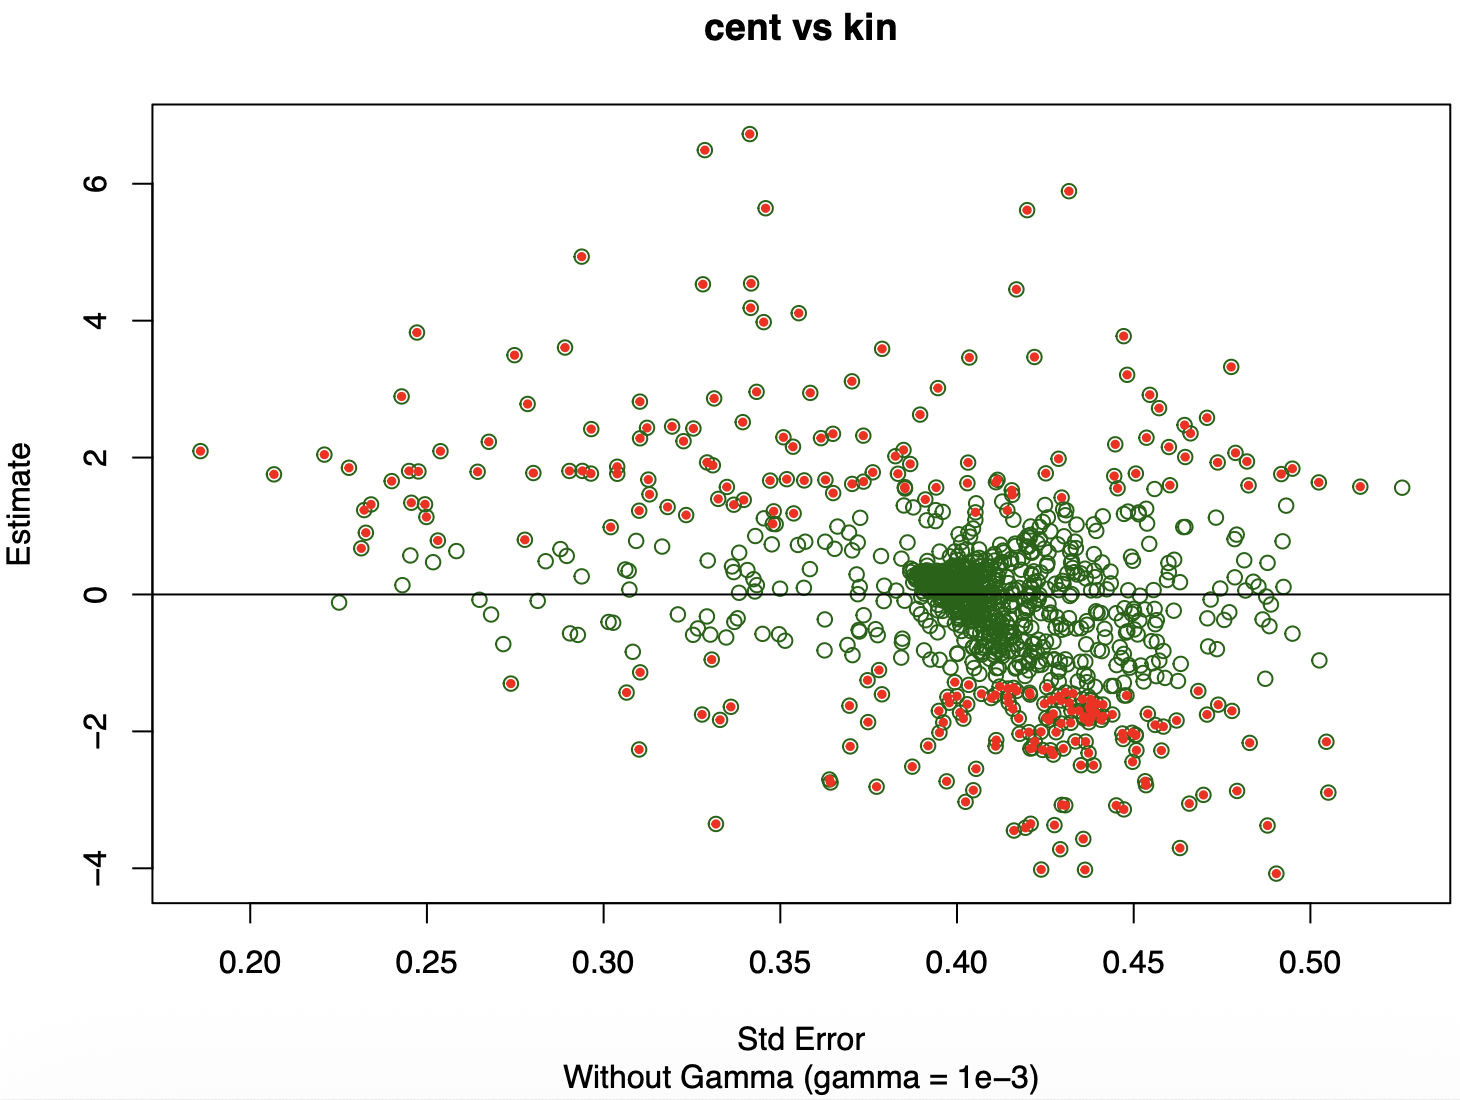 cent vs kin
Estimate
6
4
2
0
−2
−4
0.20 0.25 0.30 0.35 0.40 0.45 0.50
Std Error
Without Gamma (gamma = 1e−3)